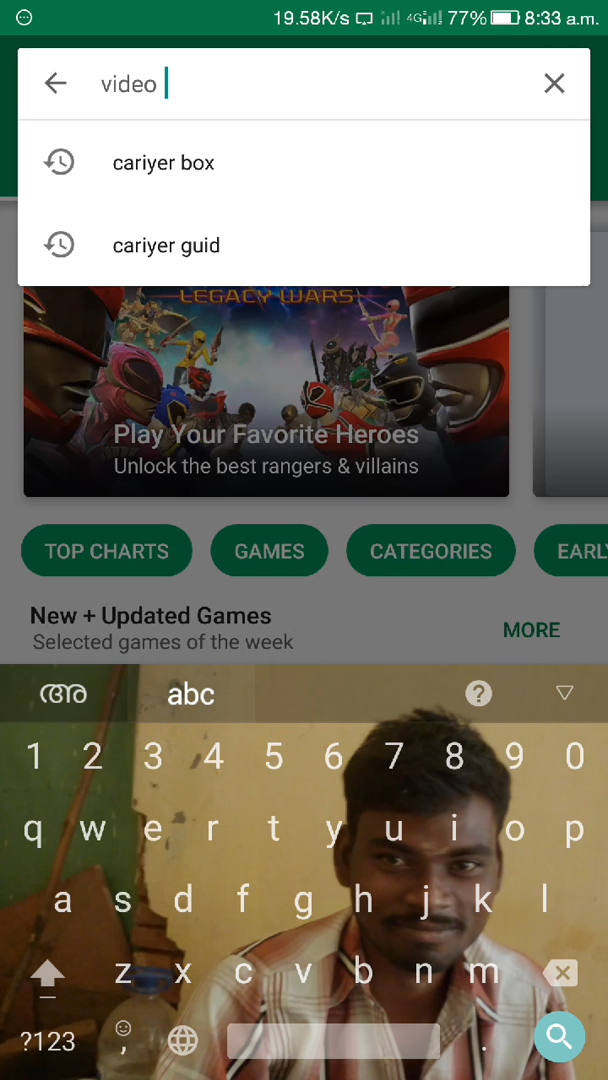 19.58K/s 4G 77% 8:33 a.m.
video
cariyer box
cariyer guid
LEGACY WARS
Play Your Favorite Heroes
Unlock the best rangers & villains
TOP CHARTS GAMES CATEGORIES EARLY
New + Updated Games
Selected games of the week
MORE
അ abc ?
1 2 3 4 5 6 7 8 9 0
q w e r t y u i o p
a s d f g h j k l
z x c v b n m
?123 , .